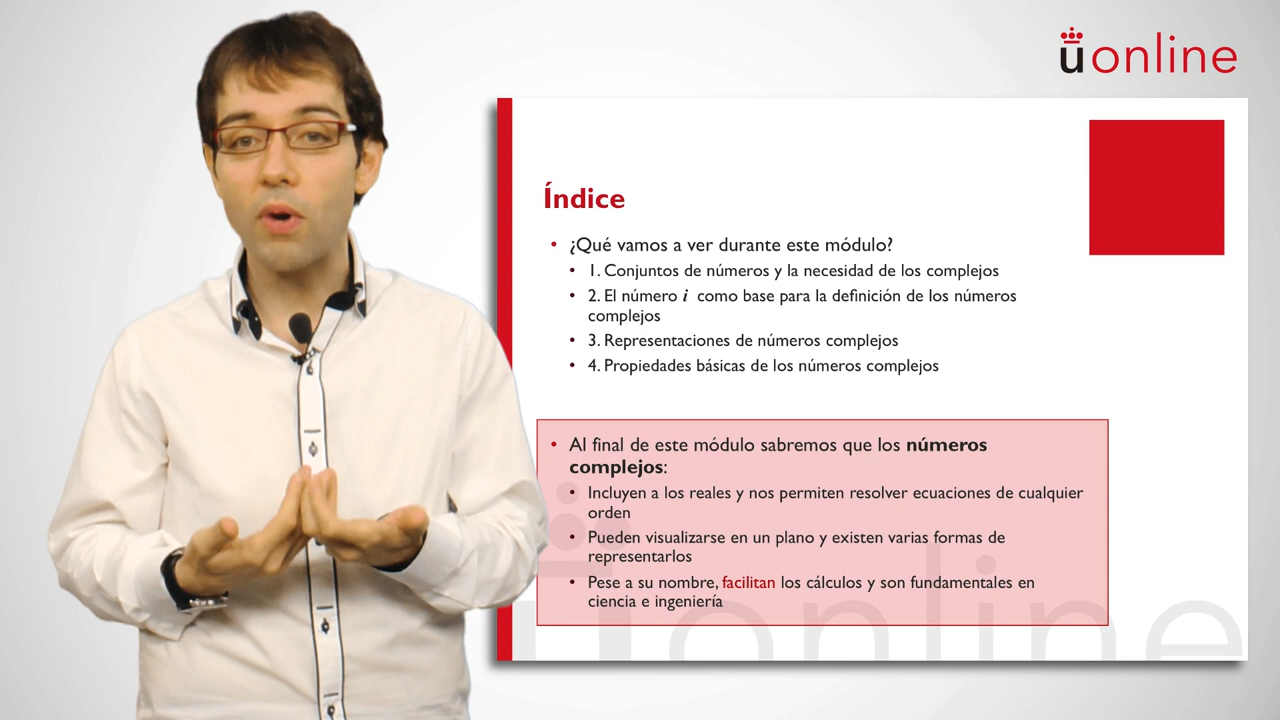 uonline
Índice
• ¿Qué vamos a ver durante este módulo?
• 1. Conjuntos de números y la necesidad de los complejos
• 2. El número i como base para la definición de los números
complejos
• 3. Representaciones de números complejos
• 4. Propiedades básicas de los números complejos
• Al final de este módulo sabremos que los números
complejos:
• Incluyen a los reales y nos permiten resolver ecuaciones de cualquier
orden
• Pueden visualizarse en un plano y existen varias formas de
representarlos
• Pese a su nombre, facilitan los cálculos y son fundamentales en
ciencia e ingeniería
uonline